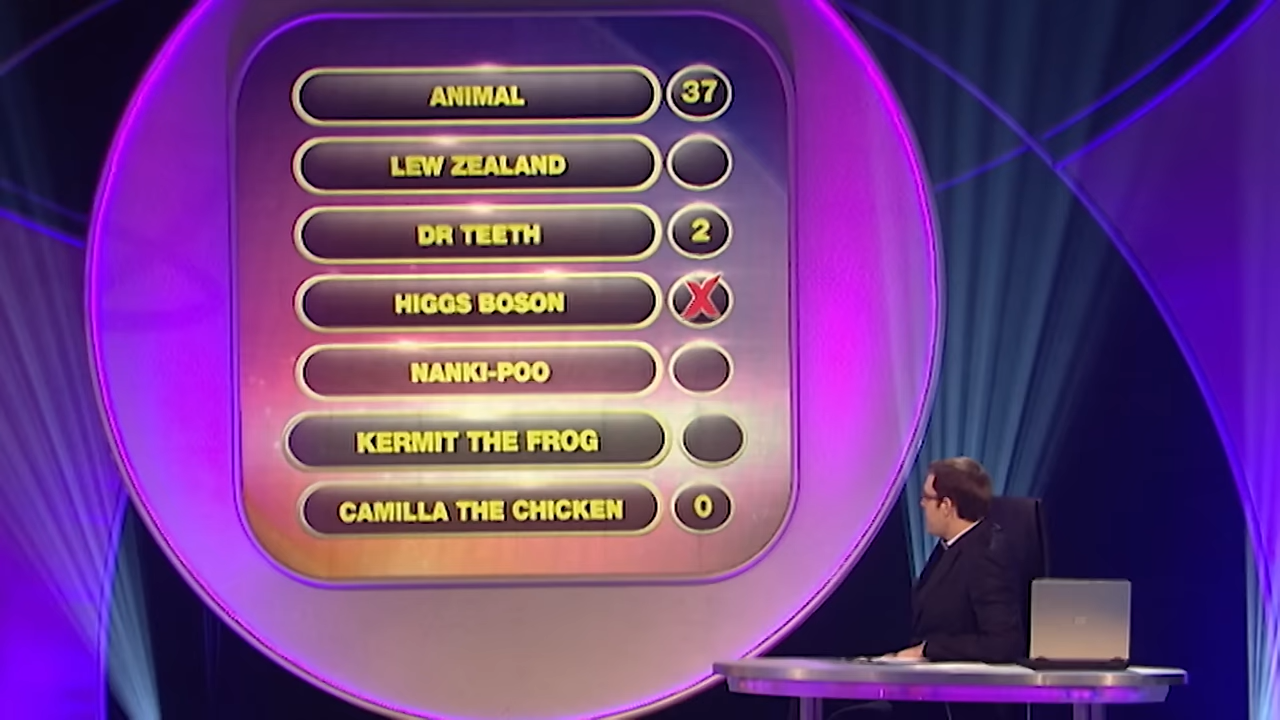 ANIMAL 37
LEW ZEALAND
DR TEETH 2
HIGGS BOSON X
NANKI-POO
KERMIT THE FROG
CAMILLA THE CHICKEN 0